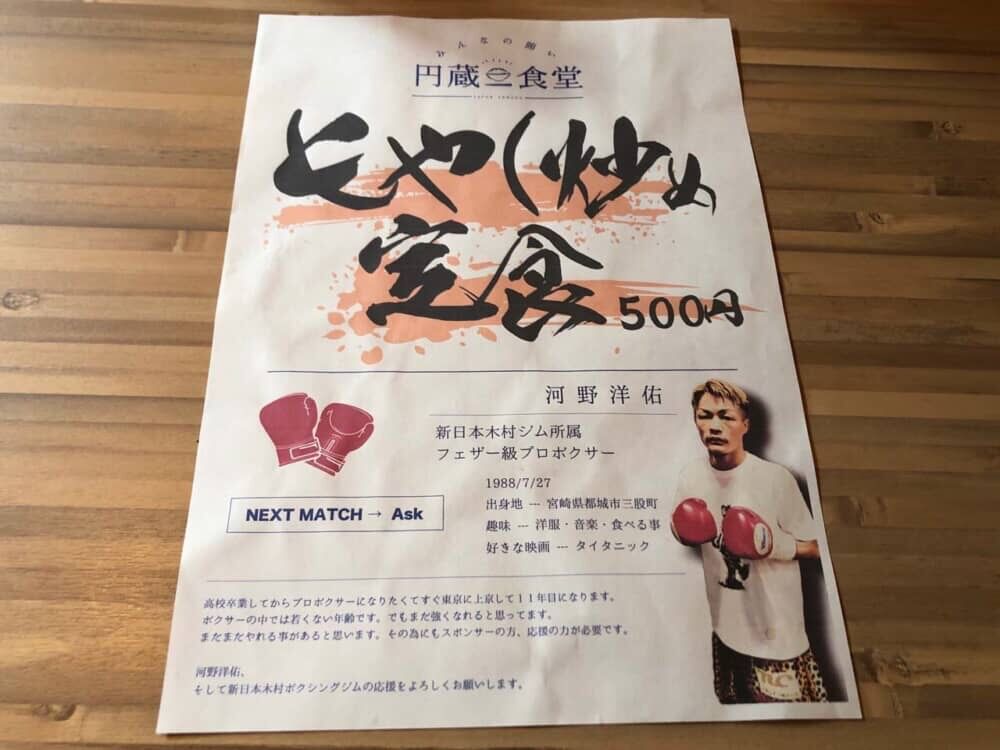 みんなの賄い
円蔵 食堂
もやし炒め
定食 500円
河野洋佑
新日本木村ジム所属
フェザー級プロボクサー
1988/7/27
出身地 --- 宮崎県都城市三股町
趣味 --- 洋服・音楽・食べる事
好きな映画 --- タイタニック
NEXT MATCH → Ask
高校卒業してからプロボクサーになりたくてすぐ東京に上京して11年目になります。
ボクサーの中では若くない年齢です。でもまだ強くなれると思ってます。
まだまだやれる事があると思います。その為にもスポンサーの方、応援の力が必要です。
河野洋佑、
そして新日本木村ボクシングジムの応援をよろしくお願いします。